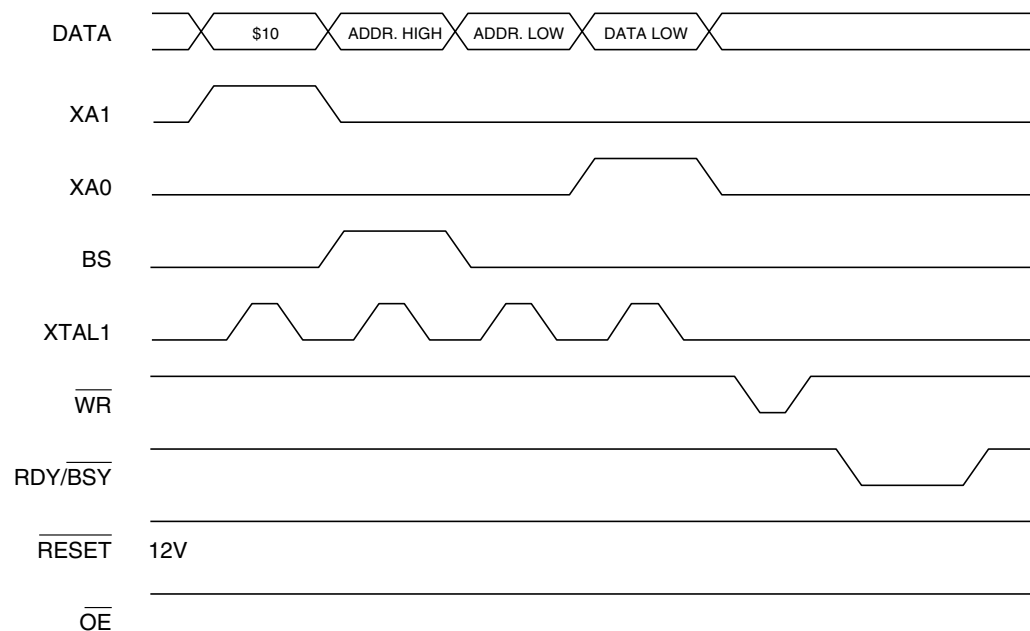 DATA $10 ADDR. HIGH ADDR. LOW DATA LOW
XA1
XA0
BS
XTAL1
WR
RDY/BSY
RESET 12V
OE